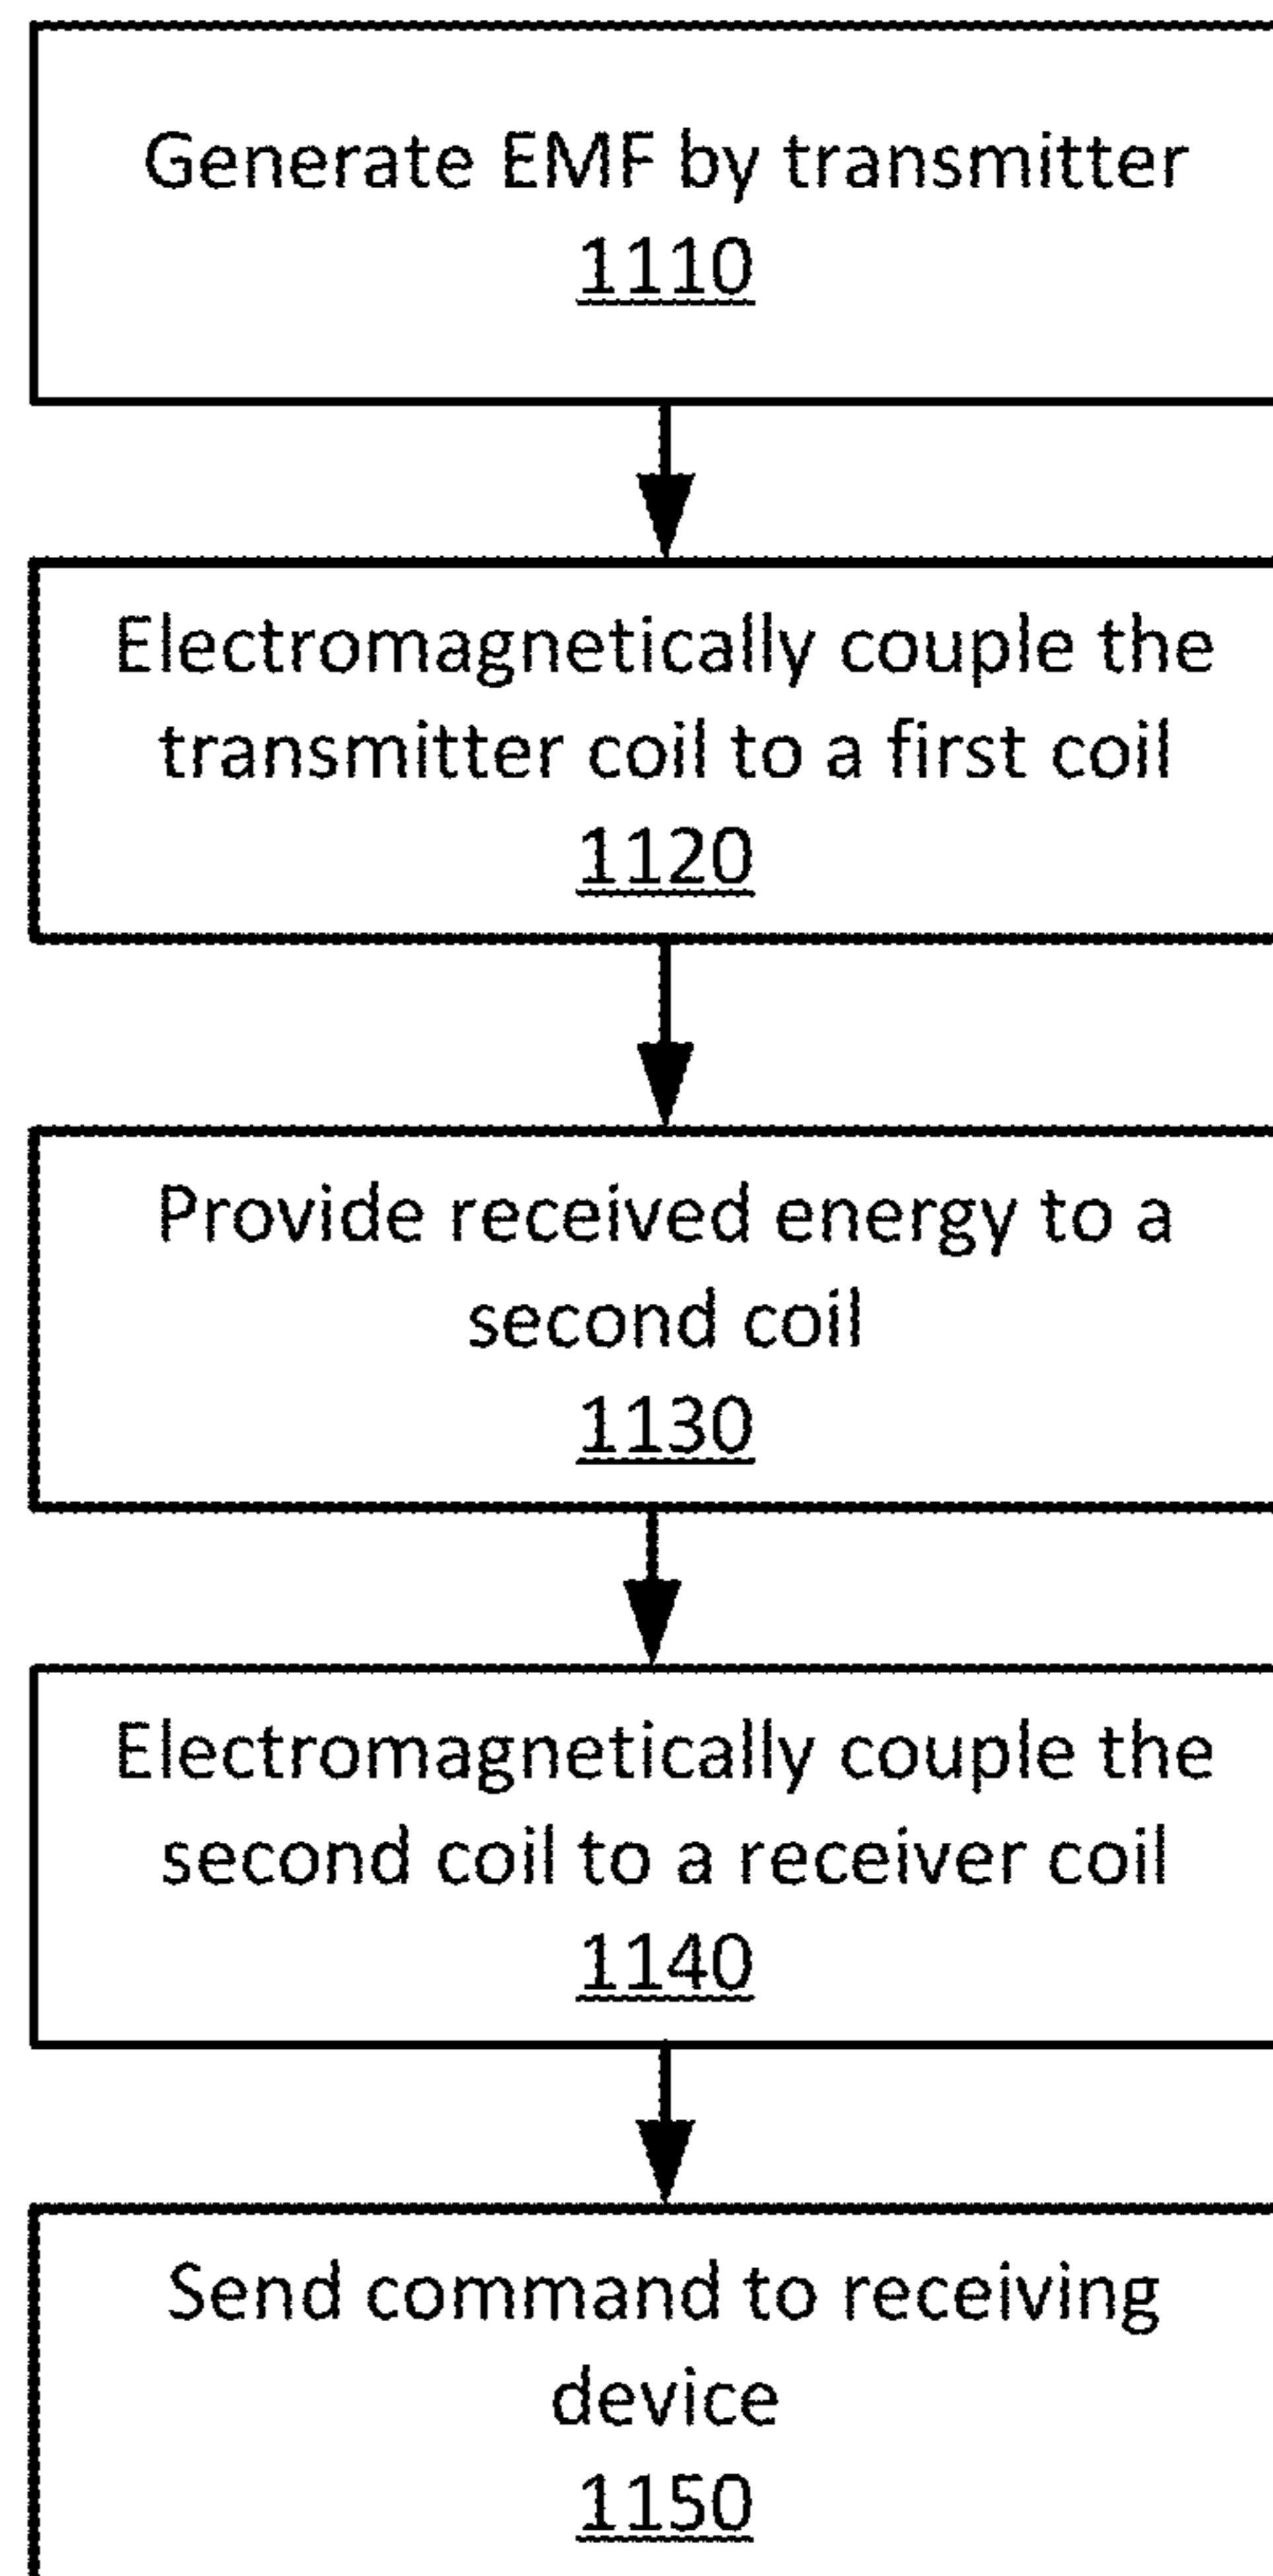 Generate EMF by transmitter
1110
Electromagnetically couple the
transmitter coil to a first coil
1120
Provide received energy to a
second coil
1130
Electromagnetically couple the
second coil to a receiver coil
1140
Send command to receiving
device
1150